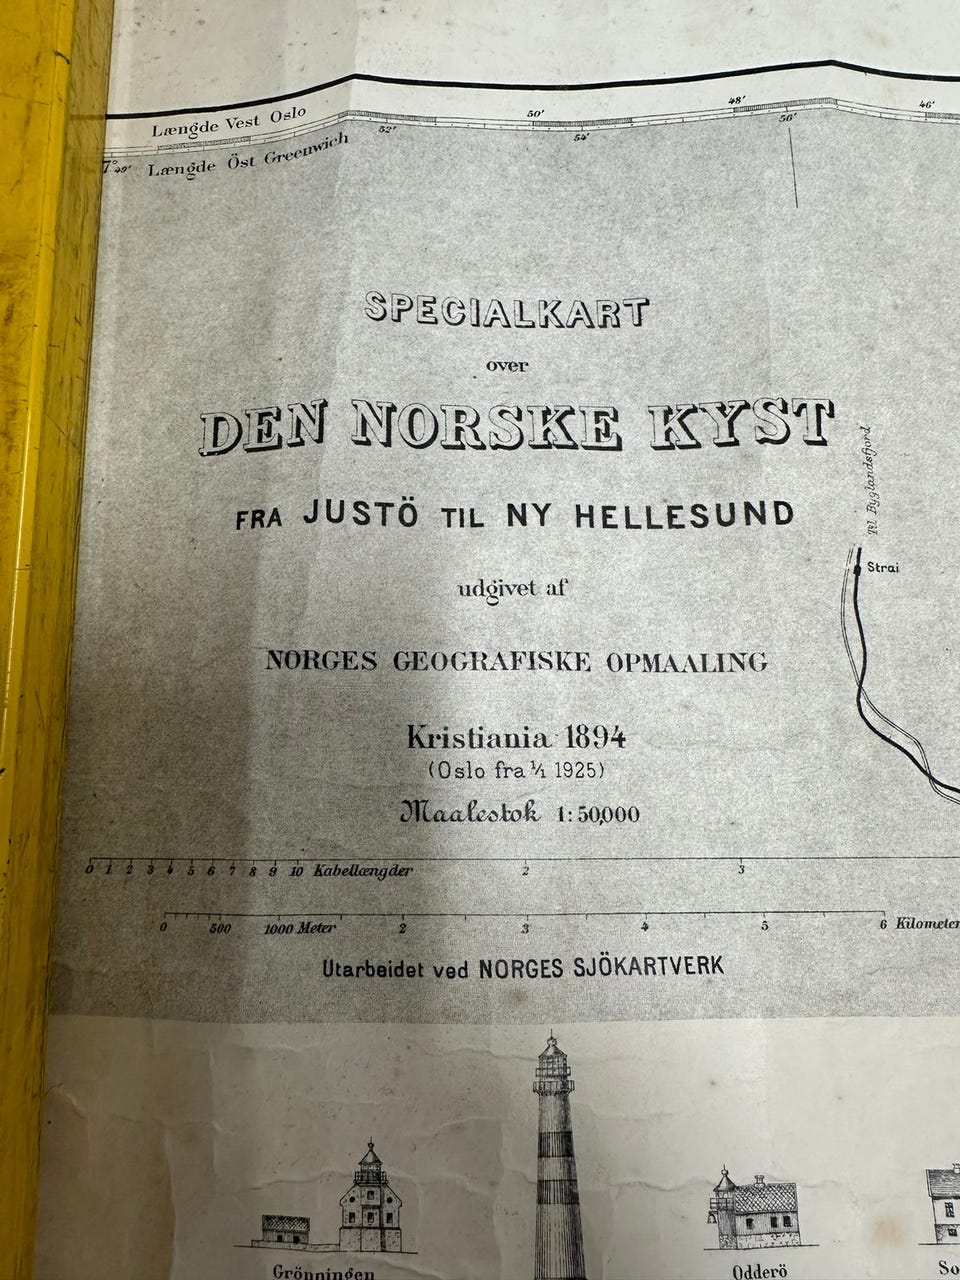 Længde Vest Oslo
50'
48'
46'
7° 49'
Længde Öst Greenwich
52'
54'
56'
SPECIALKART
over
DEN NORSKE KYST
FRA JUSTÖ TIL NY HELLESUND
udgivet af
NORGES GEOGRAFISKE OPMAALING
Kristiania 1894
(Oslo fra 1/1 1925)
Maalestok 1:50,000
Til Byglandsfjord
Strai
0 1 2 3 4 5 6 7 8 9 10 Kabellængder 2 3
0 500 1000 Meter 2 3 4 5 6 Kilometer
Utarbeidet ved NORGES SJÖKARTVERK
Grönningen
Odderö
So